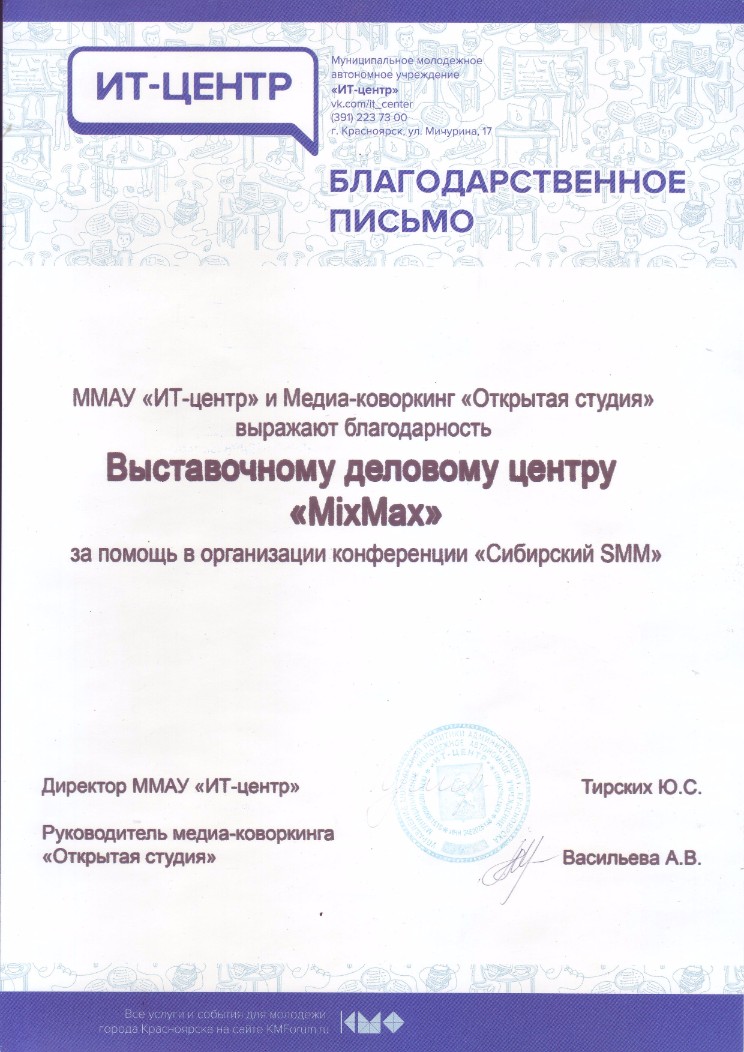 ИТ-ЦЕНТР
Муниципальное молодежное
автономное учреждение
«ИТ-центр»
vk.com/it_center
(391) 223 73 00
г. Красноярск, ул. Мичурина, 17
БЛАГОДАРСТВЕННОЕ
ПИСЬМО
ММАУ «ИТ-центр» и Медиа-коворкинг «Открытая студия»
выражают благодарность
Выставочному деловому центру
«MixMax»
за помощь в организации конференции «Сибирский SMM»
Директор ММАУ «ИТ-центр»
Тирских Ю.С.
Руководитель медиа-коворкинга
«Открытая студия»
Васильева А.В.
ИТ-ЦЕНТР
Все услуги и события для молодежи
города Красноярска на сайте KMForum.ru